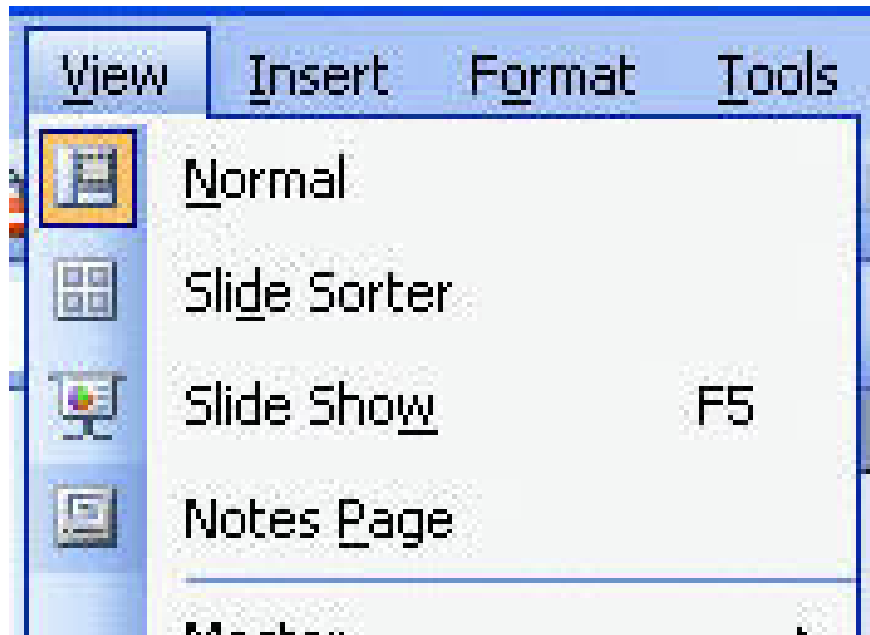 View Insert Format Tools
Normal
Slide Sorter
Slide Show F5
Notes Page